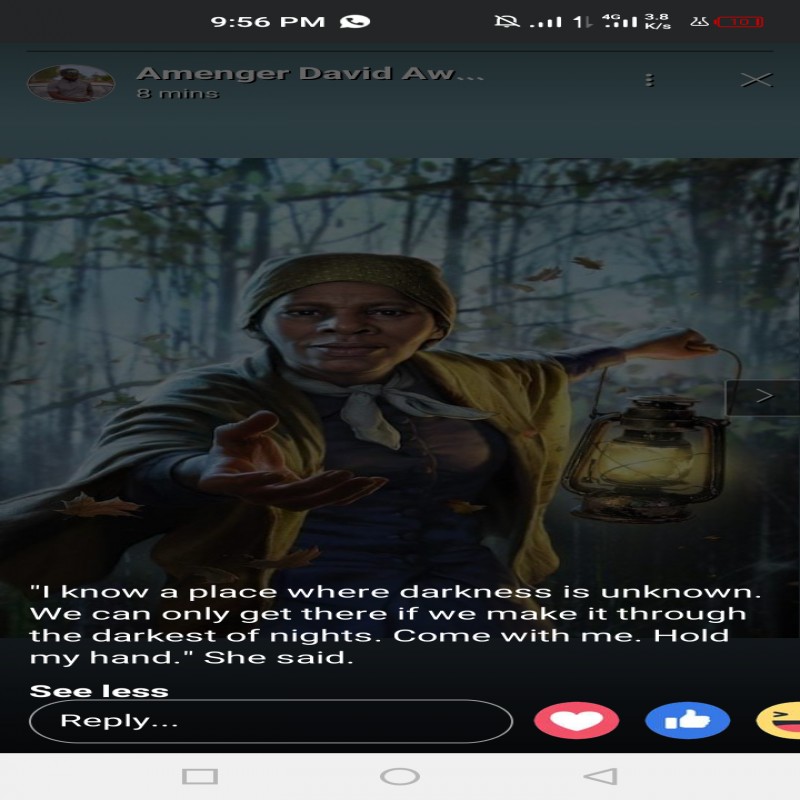 9:56 PM 4G 3.8 K/s 10
Amenger David Aw...
8 mins
"I know a place where darkness is unknown.
We can only get there if we make it through
the darkest of nights. Come with me. Hold
my hand." She said.
See less
Reply...